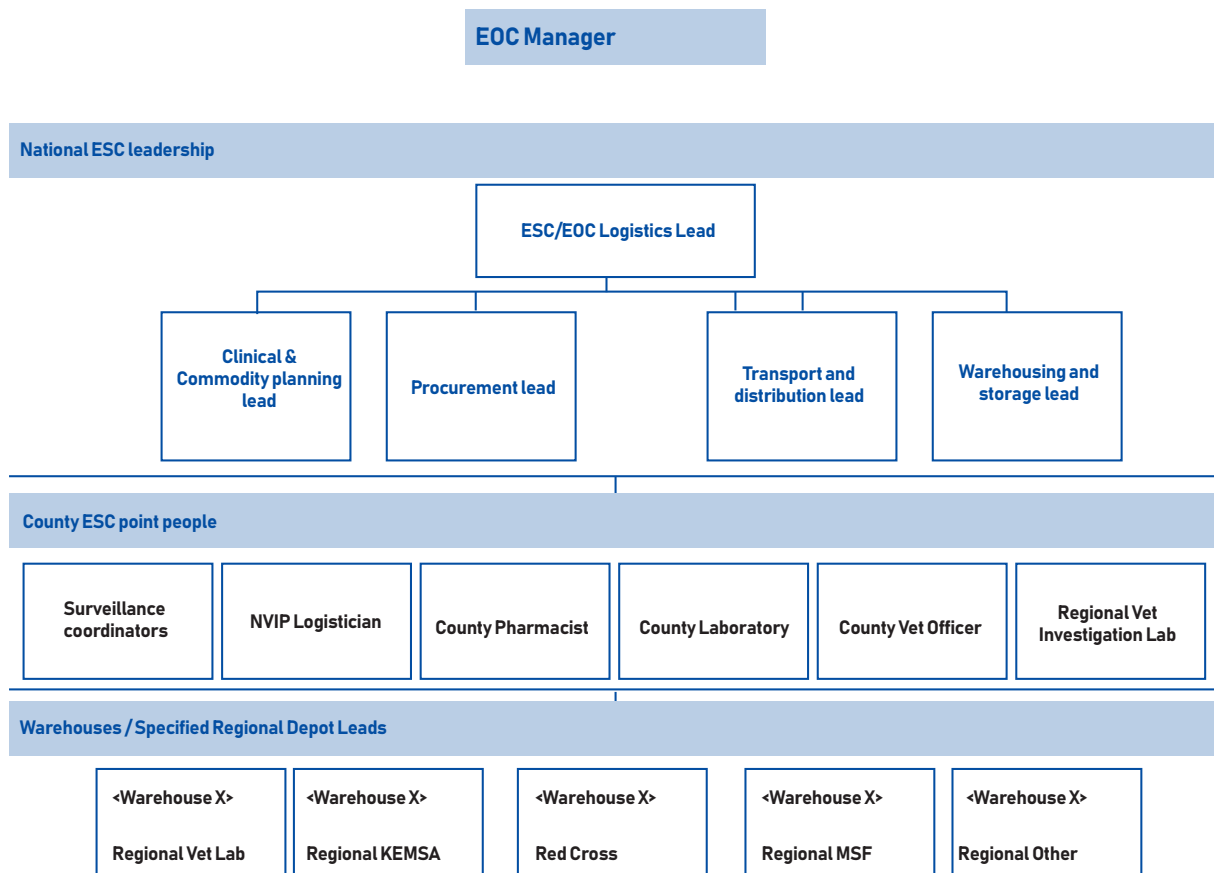 EOC Manager
National ESC leadership
ESC/EOC Logistics Lead
Clinical &
Commodity planning
lead
Procurement lead
Transport and
distribution lead
Warehousing and
storage lead
County ESC point people
Surveillance
coordinators
NVIP Logistician
County Pharmacist
County Laboratory
County Vet Officer
Regional Vet
Investigation Lab
Warehouses / Specified Regional Depot Leads
<Warehouse X>
Regional Vet Lab
<Warehouse X>
Regional KEMSA
<Warehouse X>
Red Cross
<Warehouse X>
Regional MSF
<Warehouse X>
Regional Other